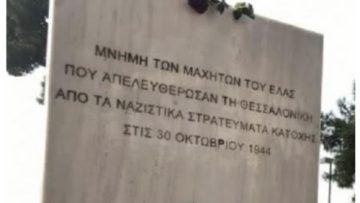 ΜΝΗΜΗ ΤΩΝ ΜΑΧΗΤΩΝ ΤΟΥ ΕΛΑΣ
ΠΟΥ ΑΠΕΛΕΥΘΕΡΩΣΑΝ ΤΗ ΘΕΣΣΑΛΟΝΙΚΗ
ΑΠΟ ΤΑ ΝΑΖΙΣΤΙΚΑ ΣΤΡΑΤΕΥΜΑΤΑ ΚΑΤΟΧΗΣ
ΣΤΙΣ 30 ΟΚΤΩΒΡΙΟΥ 1944